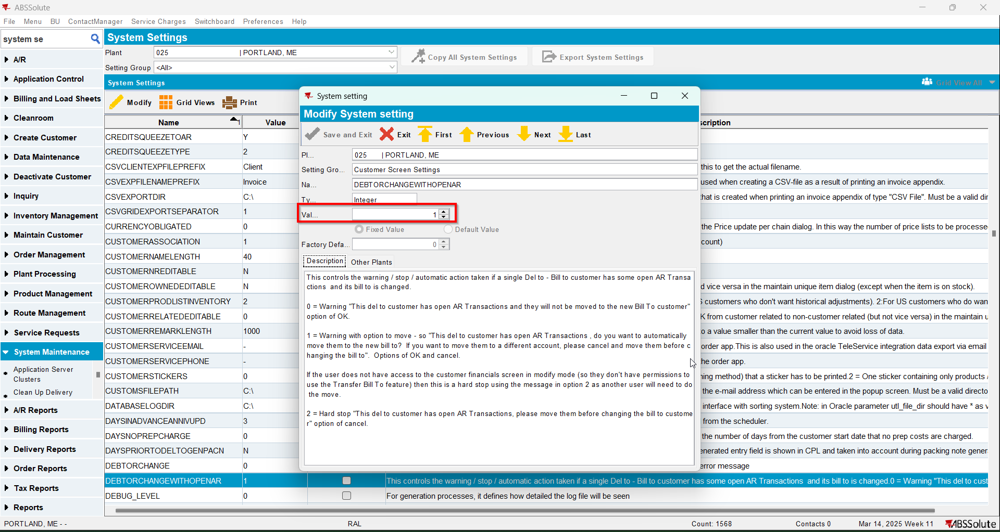 ABSSolute
File Menu BU ContactManager Service Charges Switchboard Preferences Help
system se
System Settings
Plant 025 | PORTLAND, ME
Copy All System Settings Export System Settings
Setting Group <All>
System Settings
Grid View All
Modify Grid Views Print
A/R
Application Control
Billing and Load Sheets
Cleanroom
Create Customer
Data Maintenance
Deactivate Customer
Inquiry
Inventory Management
Maintain Customer
Order Management
Plant Processing
Product Management
Route Management
Service Requests
System Maintenance
Application Server
Clusters
Clean Up Delivery
A/R Reports
Billing Reports
Delivery Reports
Order Reports
Tax Reports
Reports
Name 1 Value
CREDITSQUEEZETOAR Y
CREDITSQUEEZETYPE 2
CSVCLIENTEXPFILEPREFIX Client
CSVEXPFILENAMEPREFIX Invoice
CSVEXPORTDIR C:\
CSVGRIDEXPORTSEPARATOR 1
CURRENCYOBLIGATED 0
CUSTOMERASSOCIATION 1
CUSTOMERNAMELENGTH 40
CUSTOMERNREDITABLE N
CUSTOMEROWNEDEDITABLE N
CUSTOMERPRODLISTINVENTORY 2
CUSTOMERRELATEDEDITABLE 0
CUSTOMERREMARKLENGTH 1000
CUSTOMERSERVICEEMAIL -
CUSTOMERSERVICEPHONE -
CUSTOMERSTICKERS 0
CUSTOMSFILEPATH C:\
DATABASELOGDIR C:\
DAYSINADVANCEANNIVUPD 3
DAYSNOPREPCHARGE 0
DAYSPRIORTODELTOGENPACN N
DEBTORCHANGE 0
DEBTORCHANGEWITHOPENAR 1 This controls the warning / stop / automatic action taken if a single Del to - Bill to customer has some open AR Transactions and its bill to is changed.0 = Warning "This del to cust
DEBUG_LEVEL 0 For generation processes, it defines how detailed the log file will be seen
System setting
Modify System setting
Save and Exit Exit First Previous Next Last
Pl... 025 | PORTLAND, ME
Setting Gro... Customer Screen Settings
Na... DEBTORCHANGEWITHOPENAR
Ty... Integer
Val... 1
Fixed Value Default Value
Factory Defa... 0
Description Other Plants
This controls the warning / stop / automatic action taken if a single Del to - Bill to customer has some open AR Transa
ctions and its bill to is changed.
0 = Warning "This del to customer has open AR Transactions and they will not be moved to the new Bill To customer"
option of OK.
1 = Warning with option to move - so "This del to customer has open AR Transactions , do you want to automatically
move them to the new bill to? If you want to move them to a different account, please cancel and move them before c
hanging the bill to". Options of OK and cancel.
If the user does not have access to the customer financials screen in modify mode (so they don't have permissions to
use the Transfer Bill To feature) then this is a hard stop using the message in option 2 as another user will need to do
the move.
2 = Hard stop "This del to customer has open AR Transactions, please move them before changing the bill to custome
r" option of cancel.
scription
this to get the actual filename.
used when creating a CSV-file as a result of printing an invoice appendix.
that is created when printing an invoice appendix of type "CSV File". Must be a valid dir
the Price update per chain dialog. In this way the number of price lists to be processe
count)
d vice versa in the maintain unique item dialog (except when the item is on stock).
S customers who don't want historical adjustments). 2:For US customers who do wan
K from customer related to non-customer related (but not vice versa) in the maintain u
o a value smaller than the current value to avoid loss of data.
order app.This is also used in the oracle TeleService integration data export via email
he order app.
ning method) that a sticker has to be printed.2 = One sticker containing only products /
the e-mail address which can be entered in the popup screen. Must be a valid directo
interface with sorting system.Note: in Oracle parameter utl_file_dir should have * as v
from the scheduler.
the number of days from the customer start date that no prep costs are charged.
enerated entry field is shown in CPL and taken into account during packing note gener
error message
PORTLAND, ME - - RAL Count: 1568 Contacts 0 Mar 14, 2025 Week 11 ABSSolute